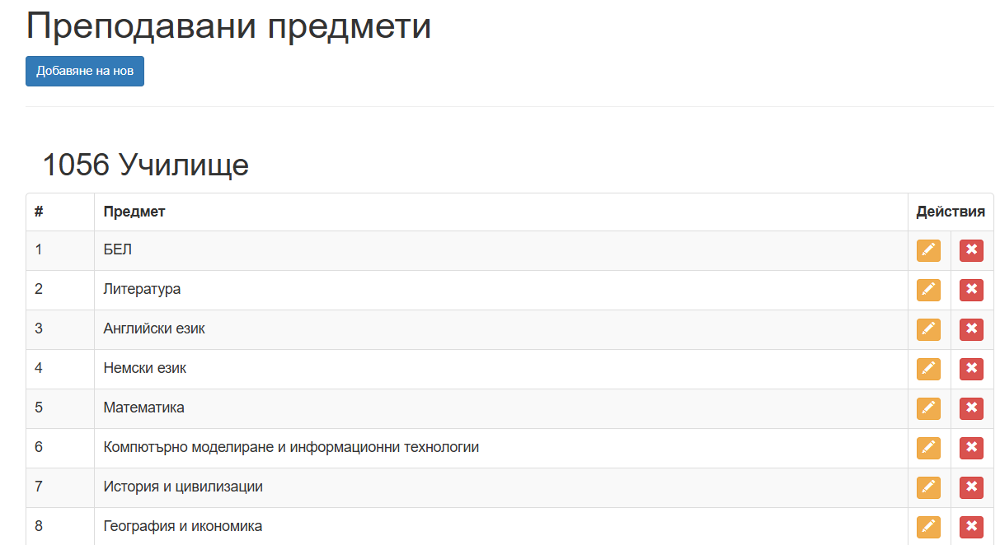 Преподавани предмети
Добавяне на нов
1056 Училище
# Предмет Действия
1 БЕЛ
2 Литература
3 Английски език
4 Немски език
5 Математика
6 Компютърно моделиране и информационни технологии
7 История и цивилизации
8 География и икономика